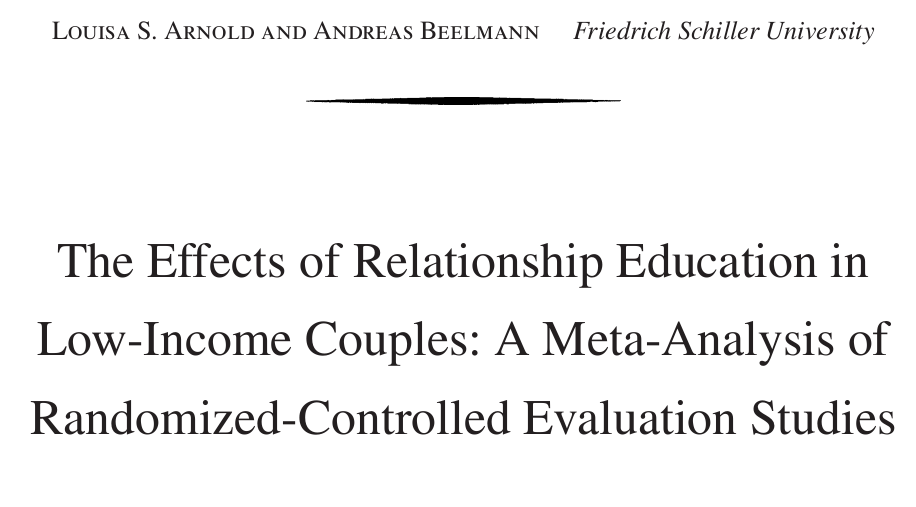 Louisa S. Arnold and Andreas Beelmann Friedrich Schiller University
The Effects of Relationship Education in
Low-Income Couples: A Meta-Analysis of
Randomized-Controlled Evaluation Studies